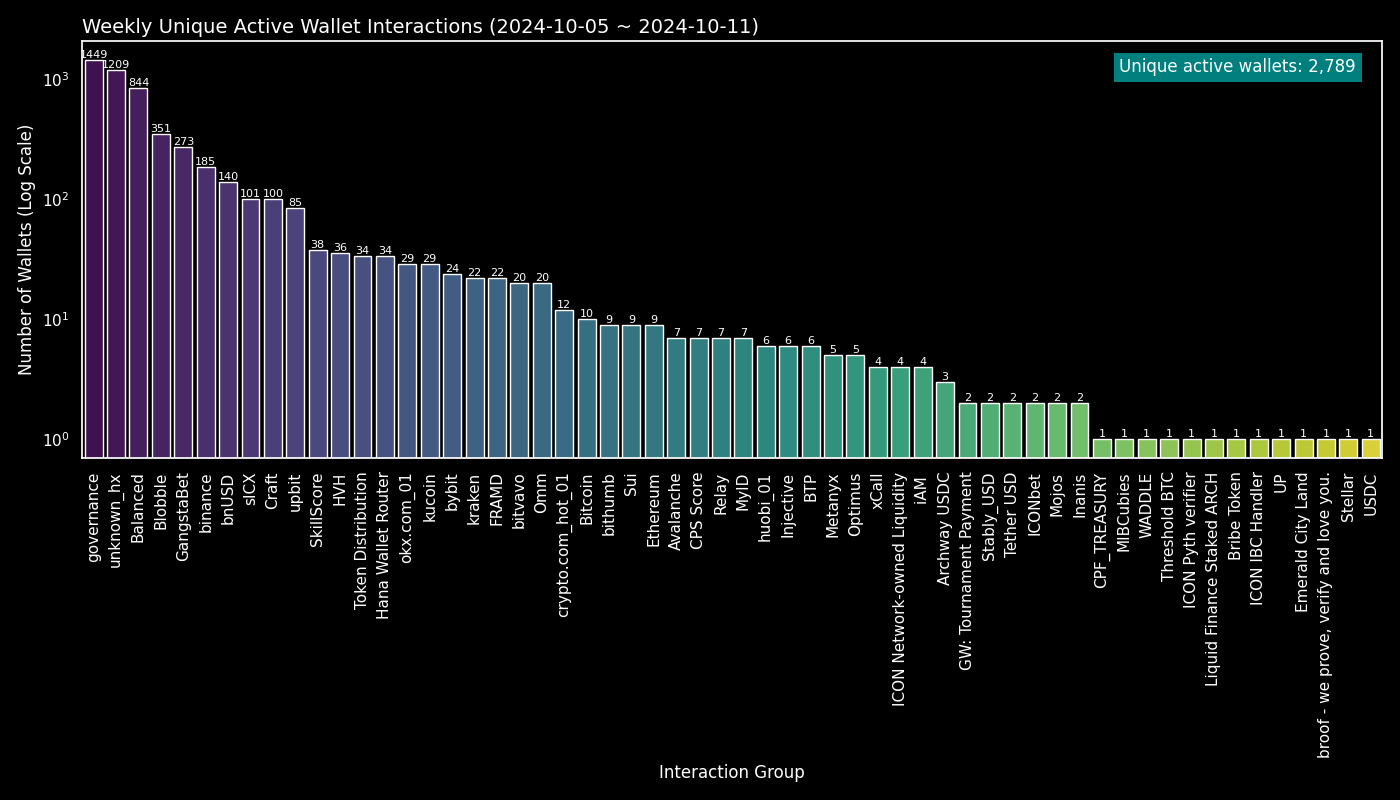 Weekly Unique Active Wallet Interactions (2024-10-05 ~ 2024-10-11)
Unique active wallets: 2,789
Number of Wallets (Log Scale)
10³
10²
10¹
10⁰
1449
1209
844
351
273
185
140
101
100
85
38
36
34
34
29
29
24
22
22
20
20
12
10
9
9
9
7
7
7
7
6
6
6
5
5
4
4
4
3
2
2
2
2
2
2
1
1
1
1
1
1
1
1
1
1
1
1
1
governance
unknown_hx
Balanced
Blobble
GangstaBet
binance
bnUSD
sICX
Craft
upbit
SkillScore
HVH
Token Distribution
Hana Wallet Router
okx.com_01
kucoin
bybit
kraken
FRAMD
bitvavo
Omm
crypto.com_hot_01
Bitcoin
bithumb
Sui
Ethereum
Avalanche
CPS Score
Relay
MyID
huobi_01
Injective
BTP
Metanyx
Optimus
xCall
ICON Network-owned Liquidity
iAM
Archway USDC
GW: Tournament Payment
Stably_USD
Tether USD
ICONbet
Mojos
Inanis
CPF_TREASURY
MIBCubies
WADDLE
Threshold BTC
ICON Pyth verifier
Liquid Finance Staked ARCH
Bribe Token
ICON IBC Handler
UP
Emerald City Land
broof - we prove, verify and love you.
Stellar
USDC
Interaction Group